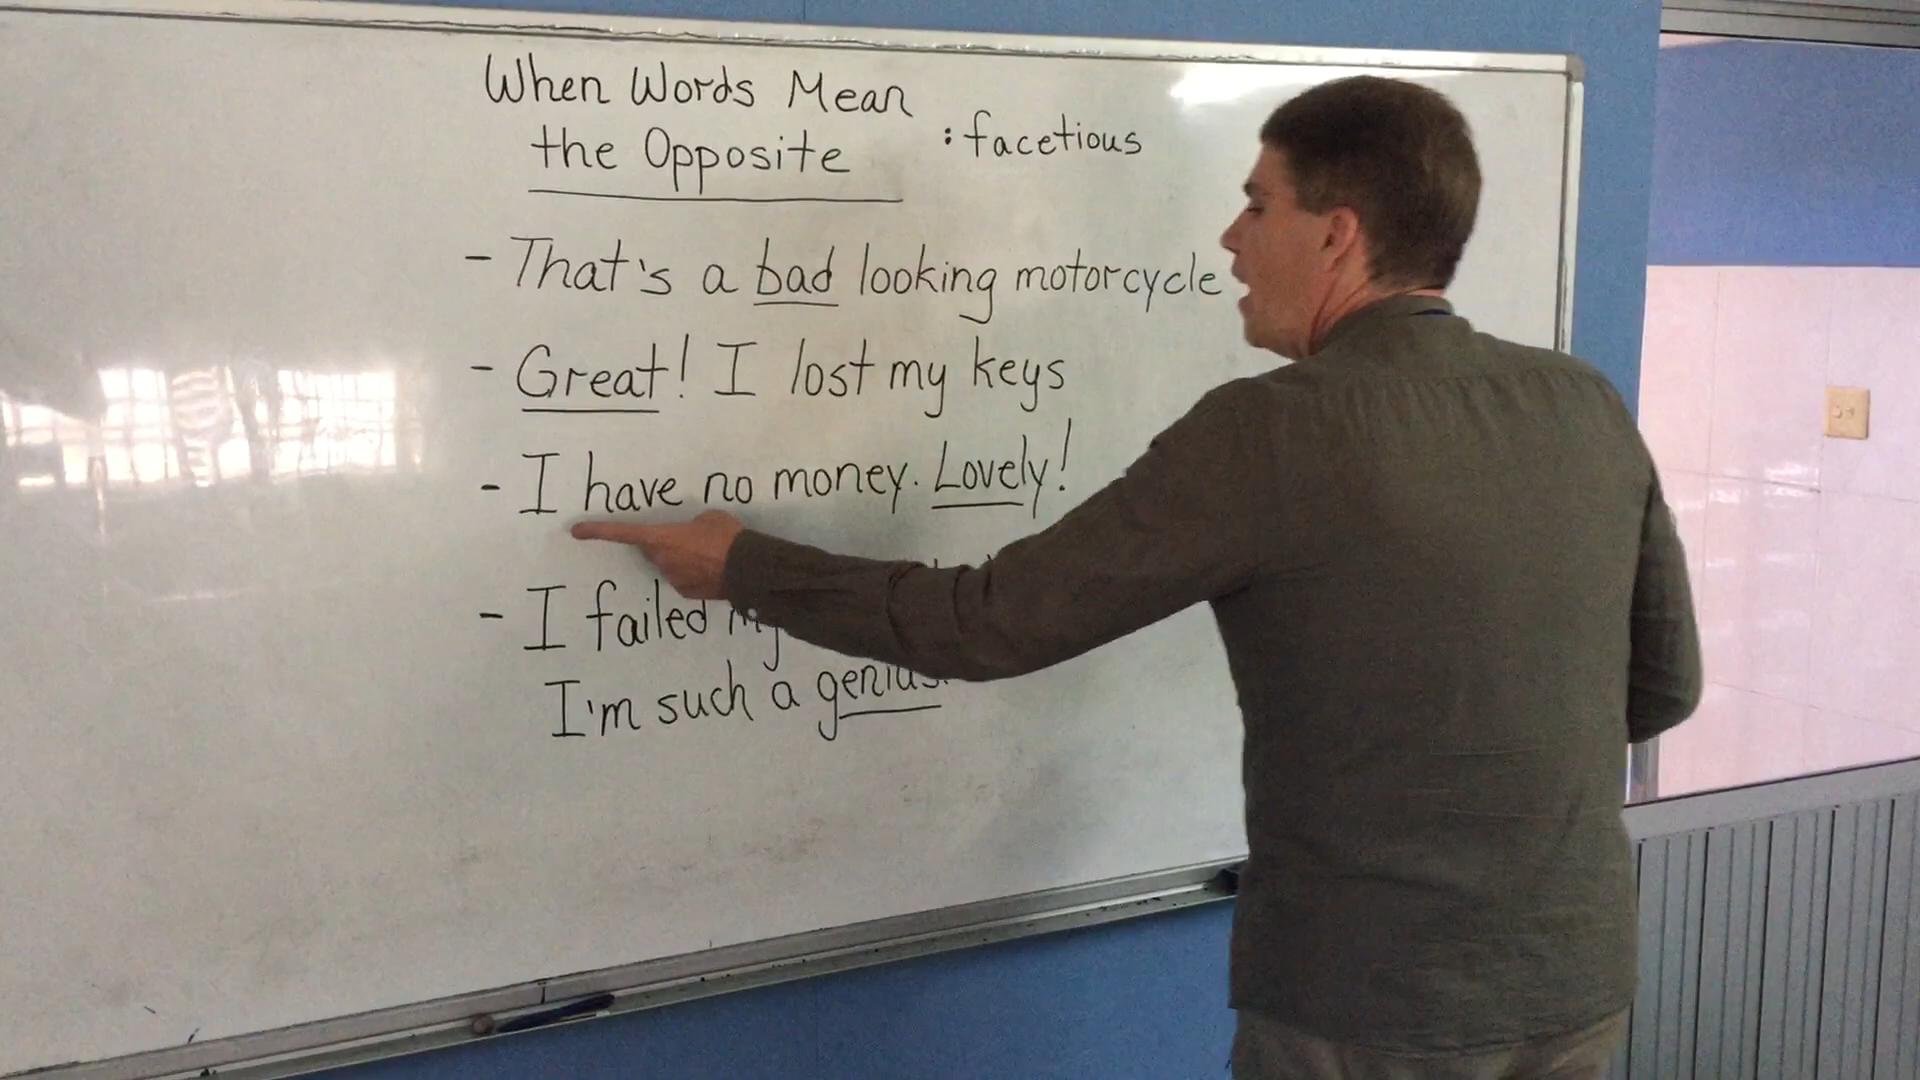 When Words Mean
the Opposite : facetious
- That's a bad looking motorcycle
- Great! I lost my keys
- I have no money. Lovely!
- I failed my
I'm such a genius.